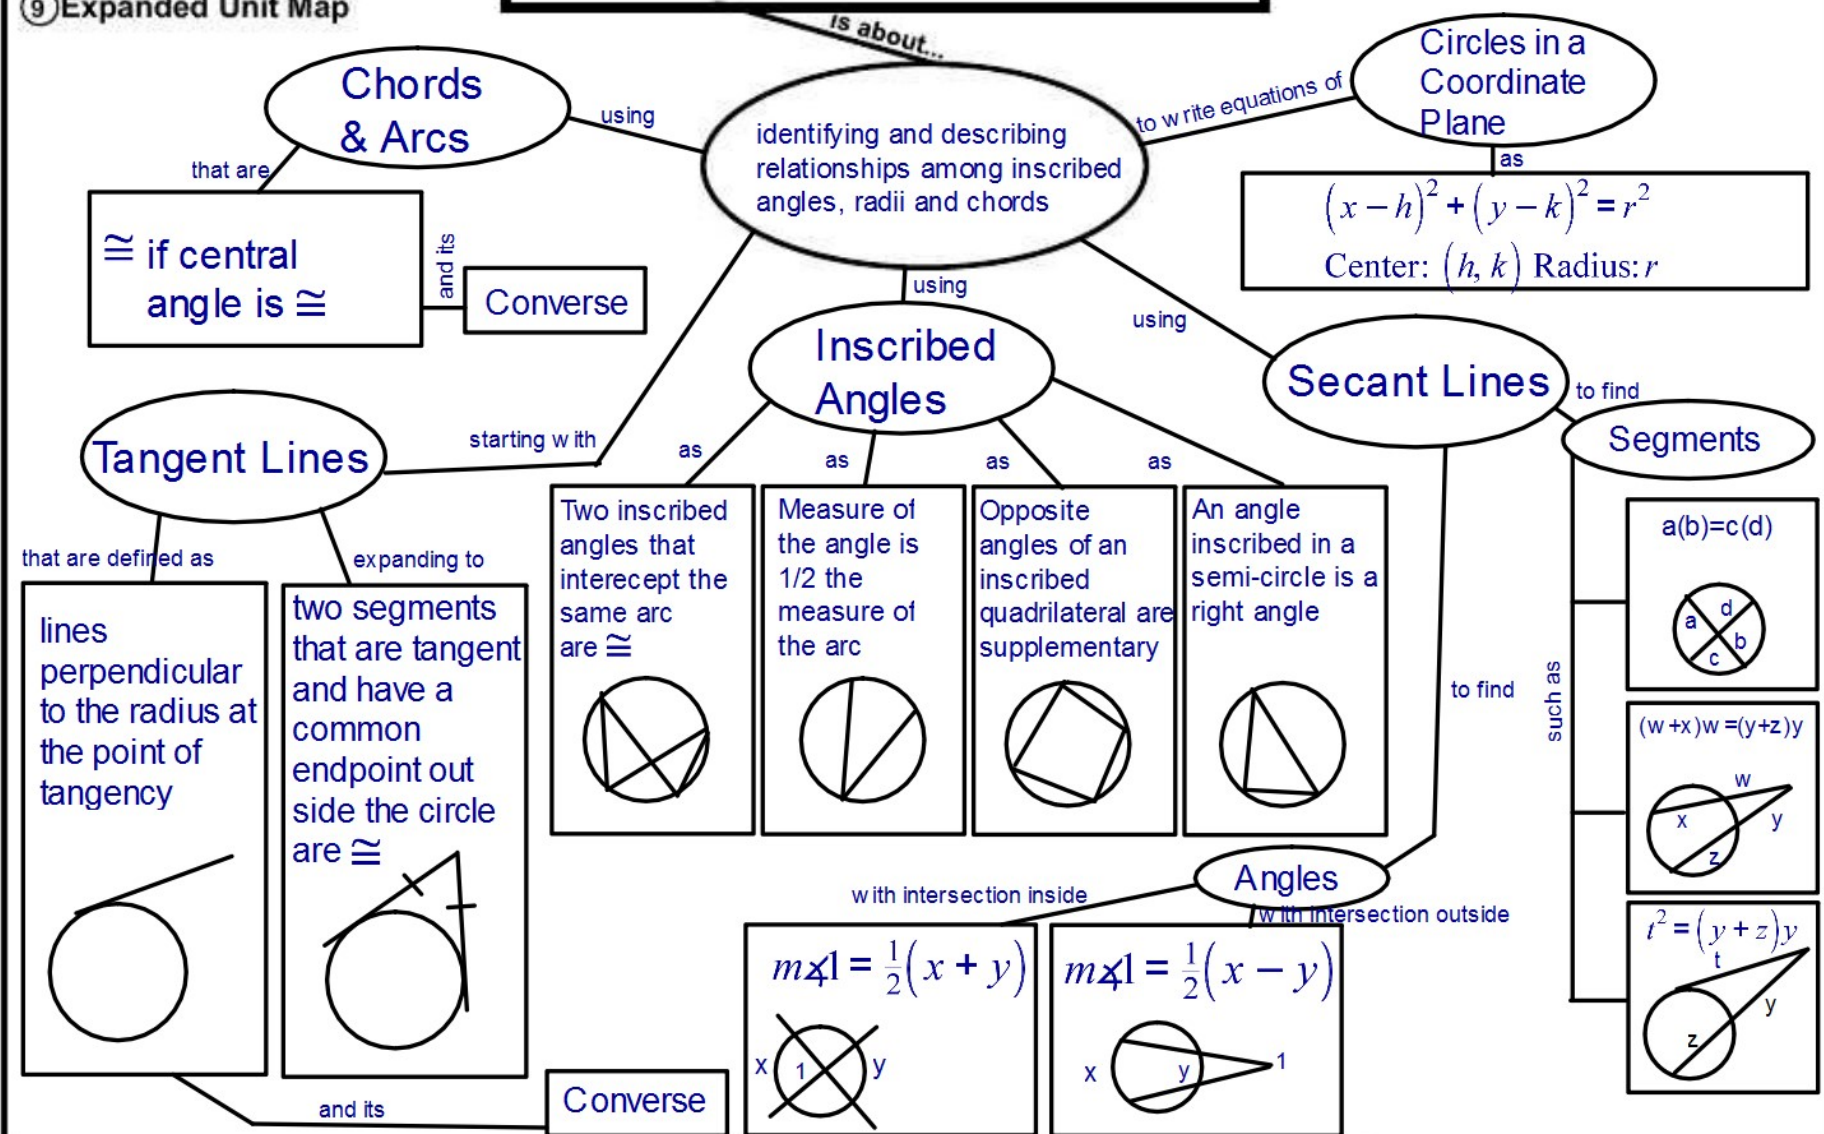 ⑨Expanded Unit Map
is about...
Chords
& Arcs
using
identifying and describing
relationships among inscribed
angles, radii and chords
to write equations of
Circles in a
Coordinate
Plane
that are
≅ if central
angle is ≅
and its
Converse
as
(x − h)² + (y − k)² = r²
Center: (h, k) Radius: r
using
Inscribed
Angles
using
Secant Lines
to find
Segments
starting with
Tangent Lines
that are defined as
expanding to
lines
perpendicular
to the radius at
the point of
tangency
two segments
that are tangent
and have a
common
endpoint out
side the circle
are ≅
and its
Converse
as
as
as
as
Two inscribed
angles that
interecept the
same arc
are ≅
Measure of
the angle is
1/2 the
measure of
the arc
Opposite
angles of an
inscribed
quadrilateral are
supplementary
An angle
inscribed in a
semi-circle is a
right angle
to find
Angles
with intersection inside
with intersection outside
m∡1 = ½(x + y)
x 1 y
m∡1 = ½(x − y)
x y 1
such as
a(b)=c(d)
d
a
b
c
(w+x)w=(y+z)y
w
x
y
z
t² = (y + z)y
t
y
z